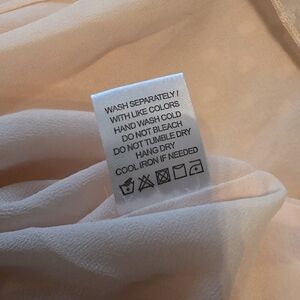 WASH SEPARATELY /
WITH LIKE COLORS
HAND WASH COLD
DO NOT BLEACH
DO NOT TUMBLE DRY
HANG DRY
COOL IRON IF NEEDED